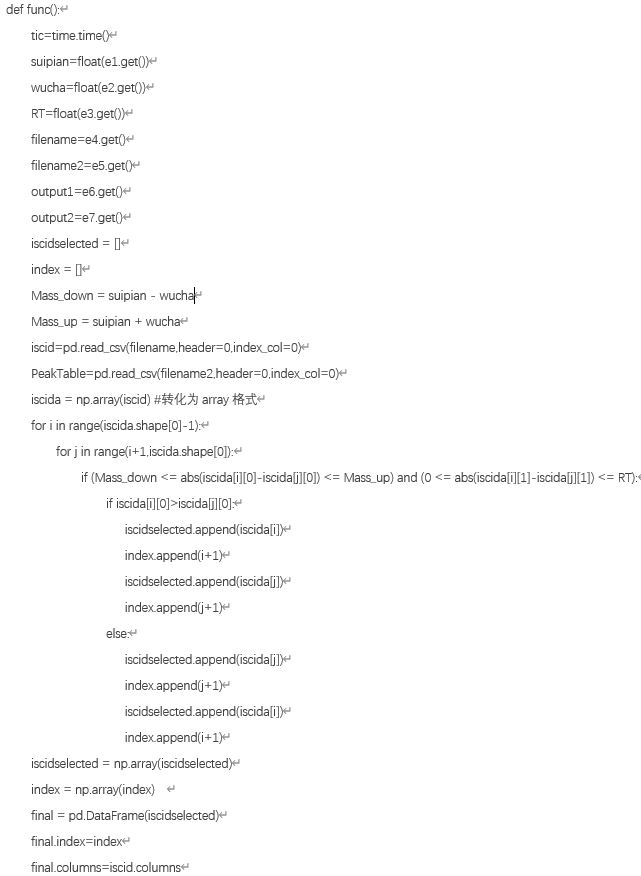 def func():
tic=time.time()
suipian=float(e1.get())
wucha=float(e2.get())
RT=float(e3.get())
filename=e4.get()
filename2=e5.get()
output1=e6.get()
output2=e7.get()
iscidselected = []
index = []
Mass_down = suipian - wucha
Mass_up = suipian + wucha
iscid=pd.read_csv(filename,header=0,index_col=0)
PeakTable=pd.read_csv(filename2,header=0,index_col=0)
iscida = np.array(iscid) #转化为 array 格式
for i in range(iscida.shape[0]-1):
for j in range(i+1,iscida.shape[0]):
if (Mass_down <= abs(iscida[i][0]-iscida[j][0]) <= Mass_up) and (0 <= abs(iscida[i][1]-iscida[j][1]) <= RT):
if iscida[i][0]>iscida[j][0]:
iscidselected.append(iscida[i])
index.append(i+1)
iscidselected.append(iscida[j])
index.append(j+1)
else:
iscidselected.append(iscida[j])
index.append(j+1)
iscidselected.append(iscida[i])
index.append(i+1)
iscidselected = np.array(iscidselected)
index = np.array(index)
final = pd.DataFrame(iscidselected)
final.index=index
final.columns=iscid.columns